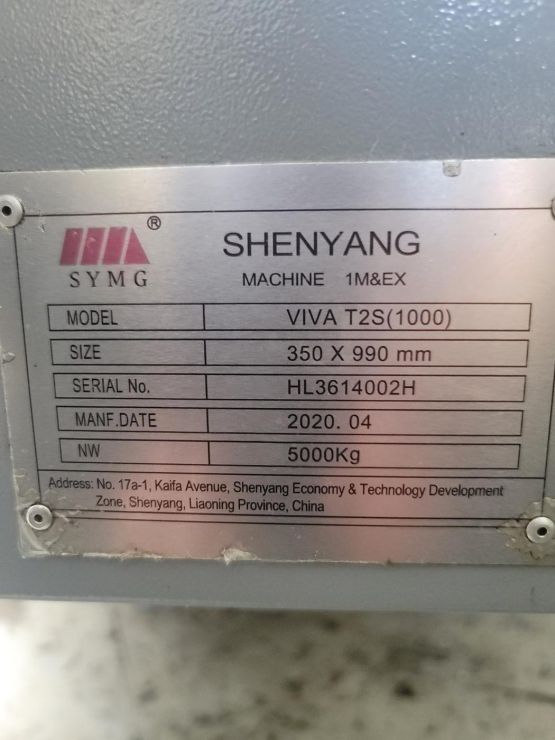 ®
SYMG
SHENYANG
MACHINE 1M&EX
MODEL VIVA T2S(1000)
SIZE 350 X 990 mm
SERIAL No. HL3614002H
MANF.DATE 2020. 04
NW 5000Kg
Address: No. 17a-1, Kaifa Avenue, Shenyang Economy & Technology Development
Zone, Shenyang, Liaoning Province, China